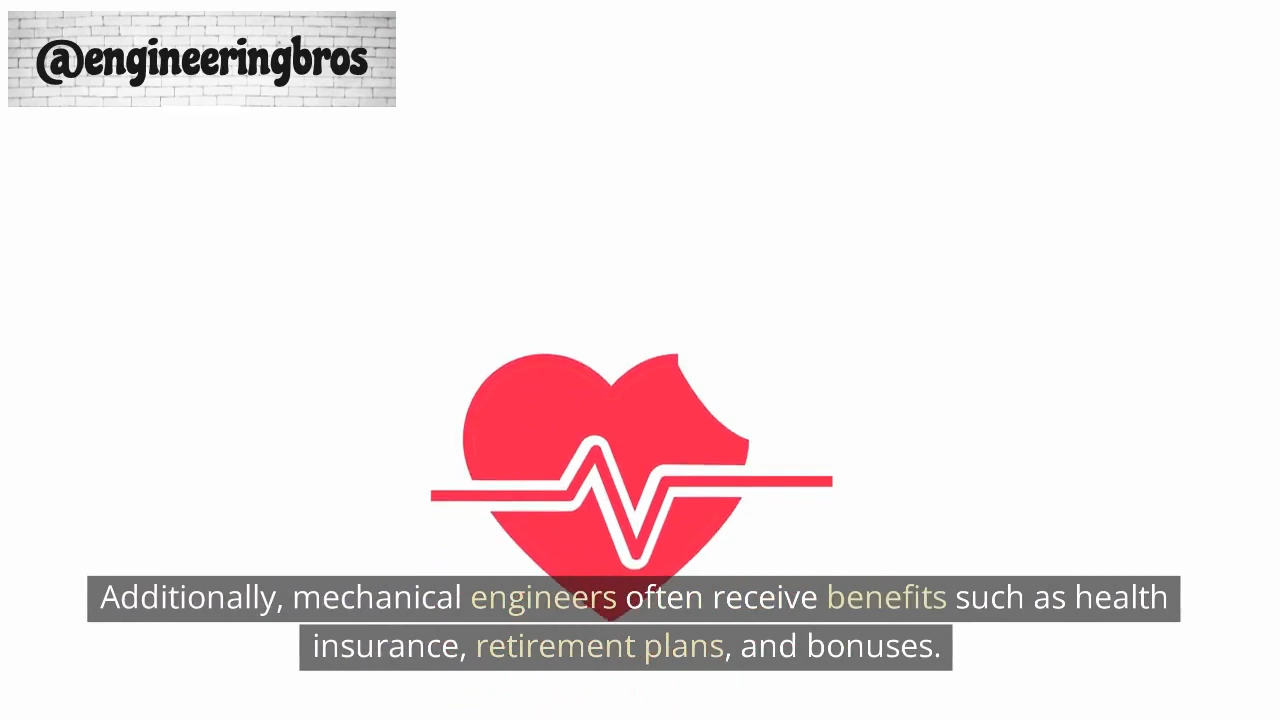 @engineeringbros
Additionally, mechanical engineers often receive benefits such as health
insurance, retirement plans, and bonuses.